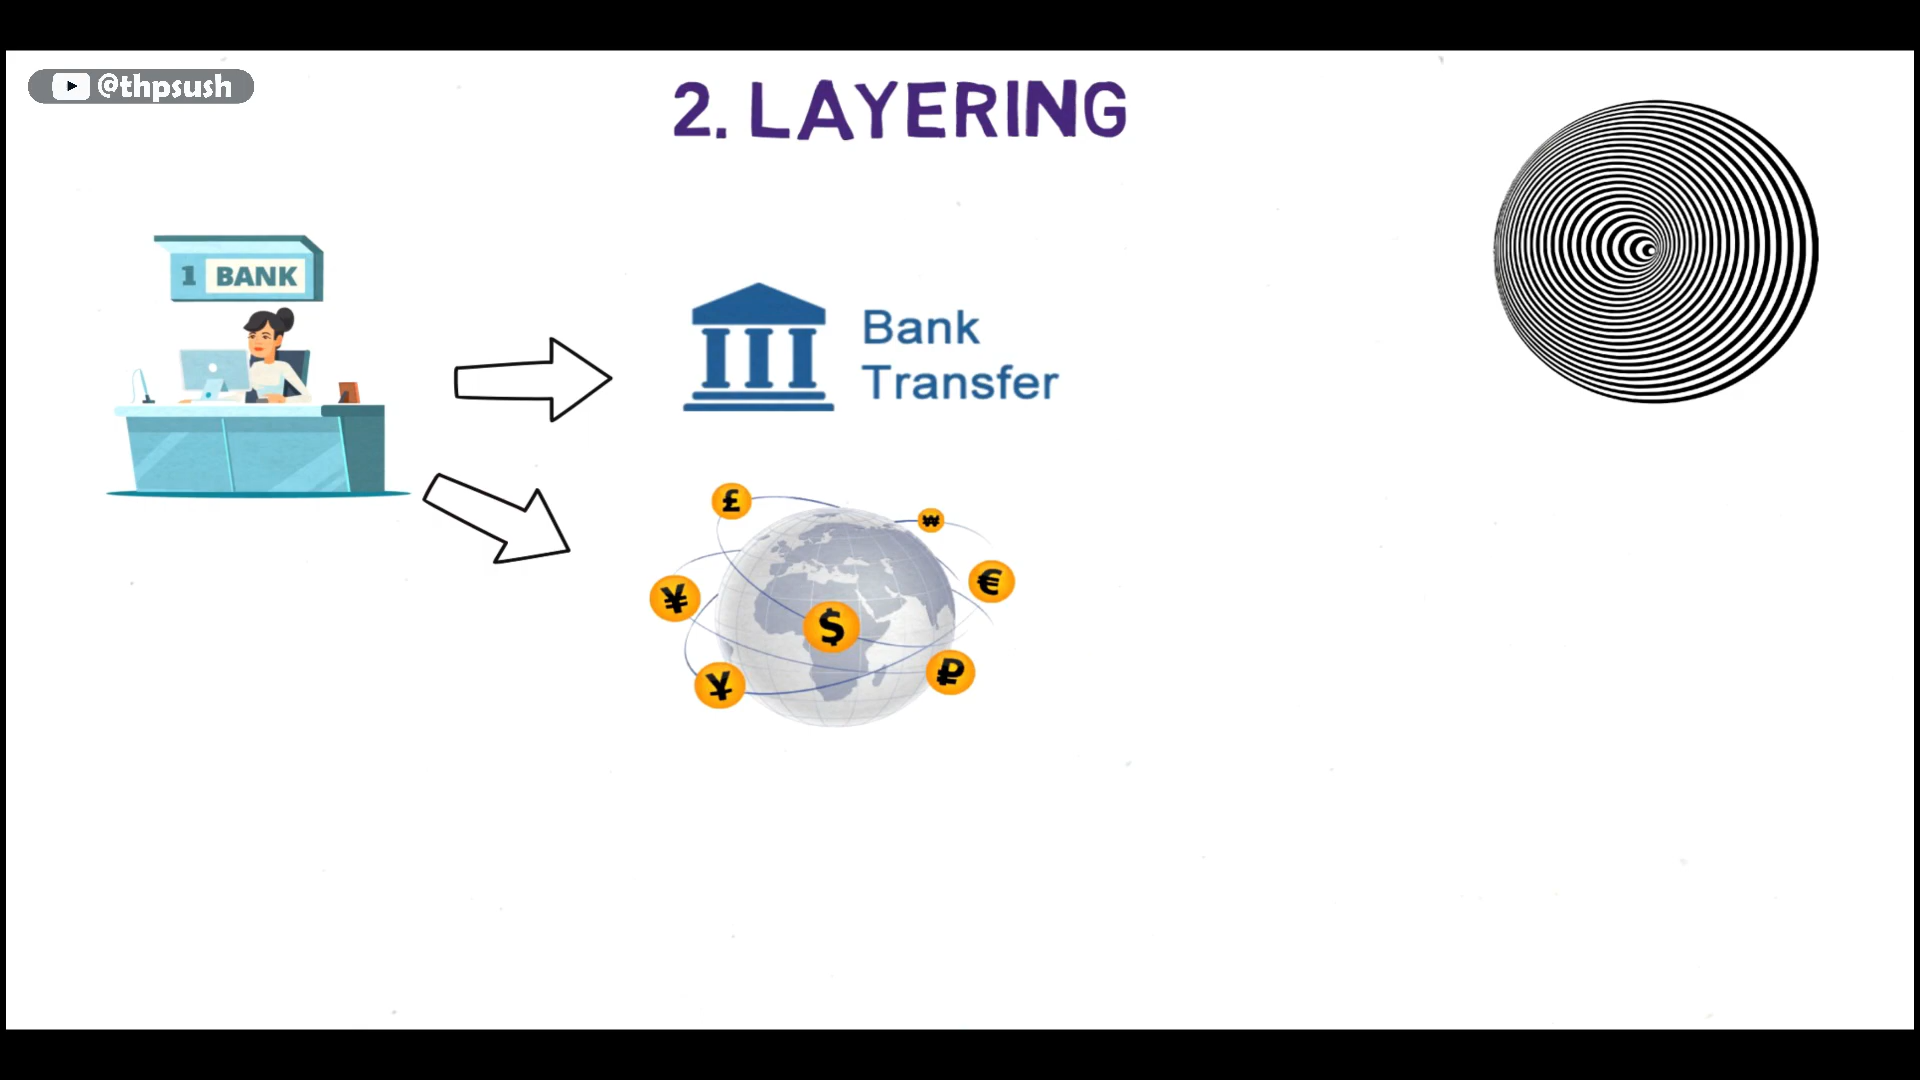 @thpsush
2. LAYERING
1 BANK
Bank
Transfer
£
₩
€
¥
$
¥
₽